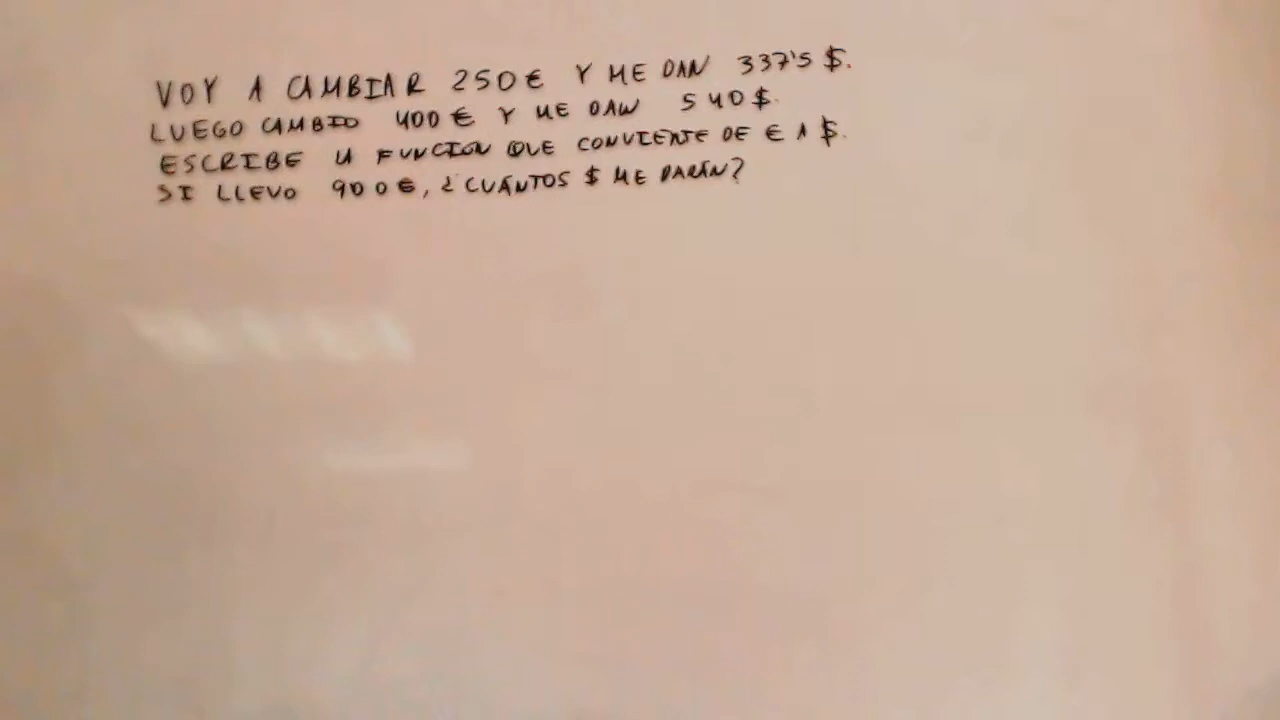 VOY A CAMBIAR 250€ Y ME DAN 337'5 $.
LUEGO CAMBIO 400€ Y ME DAN 540$.
ESCRIBE LA FUNCIÓN QUE CONVIERTE DE € A $.
SI LLEVO 900€, ¿CUÁNTOS $ ME DARÁN?